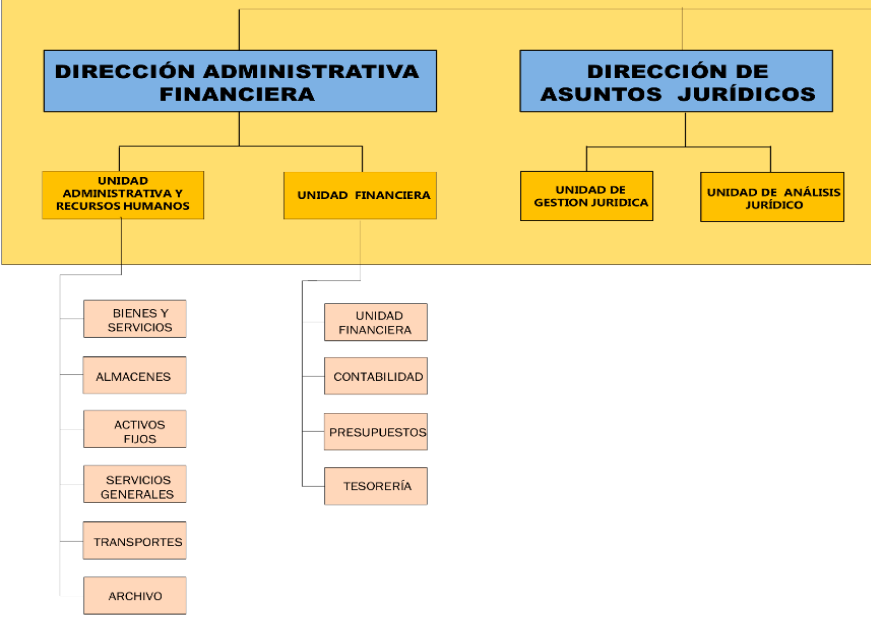 DIRECCIÓN ADMINISTRATIVA
FINANCIERA
DIRECCIÓN DE
ASUNTOS JURÍDICOS
UNIDAD
ADMINISTRATIVA Y
RECURSOS HUMANOS
UNIDAD FINANCIERA
UNIDAD DE
GESTION JURIDICA
UNIDAD DE ANÁLISIS
JURÍDICO
BIENES Y
SERVICIOS
ALMACENES
ACTIVOS
FIJOS
SERVICIOS
GENERALES
TRANSPORTES
ARCHIVO
UNIDAD
FINANCIERA
CONTABILIDAD
PRESUPUESTOS
TESORERÍA